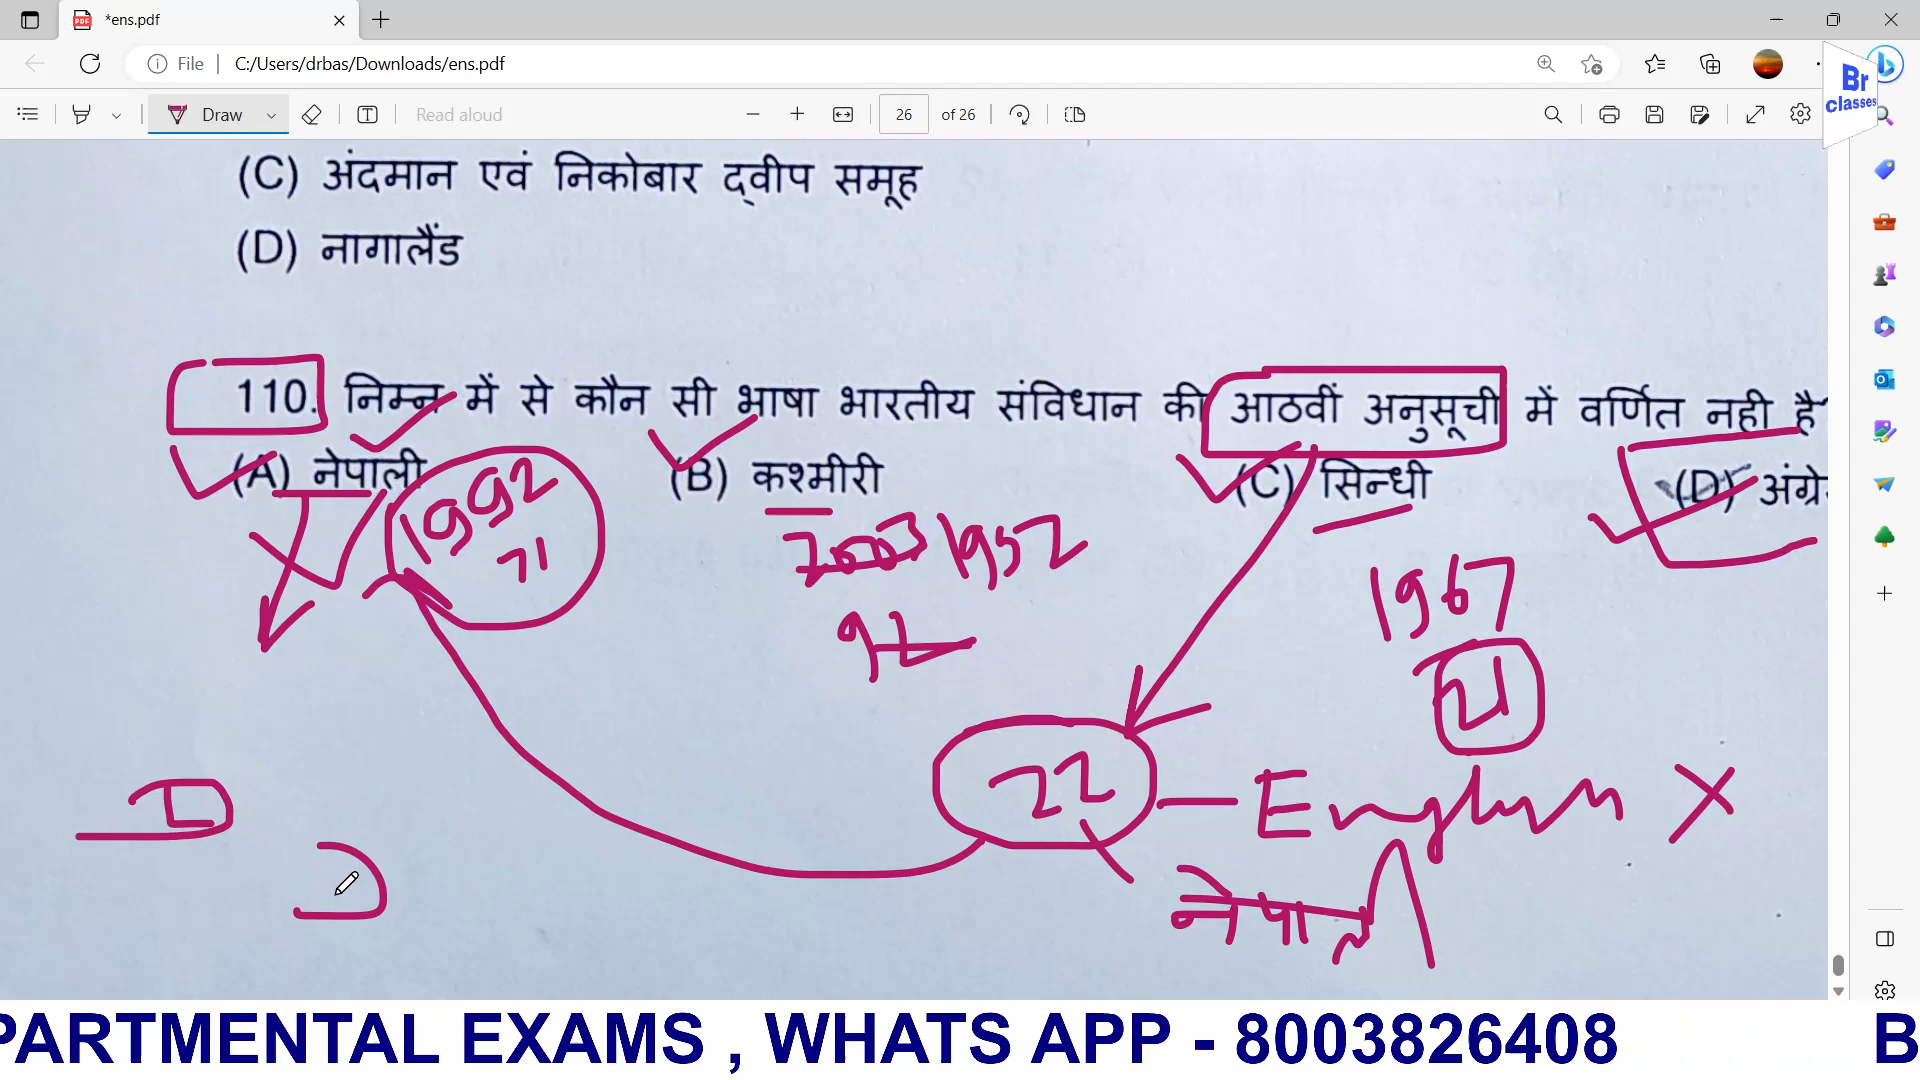 *ens.pdf
File C:/Users/drbas/Downloads/ens.pdf
Br
classes
Draw Read aloud 26 of 26
(C) अंदमान एवं निकोबार द्वीप समूह
(D) नागालैंड
110. निम्न में से कौन सी भाषा भारतीय संविधान की आठवीं अनुसूची में वर्णित नही है
(A) नेपाली (B) कश्मीरी (C) सिन्धी (D) अंग्रे
1992
71
2003 1952
92
1967
21
22 — English X
D
PARTMENTAL EXAMS , WHATS APP - 8003826408 B